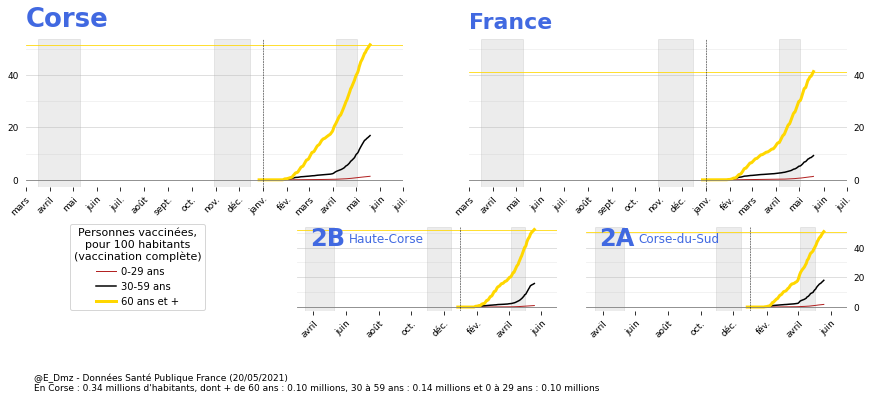 Corse
France
40
20
0
mars avril mai juin juil. août sept. oct. nov. déc. janv. fév. mars avril mai juin juil.
40
20
0
mars avril mai juin juil. août sept. oct. nov. déc. janv. fév. mars avril mai juin juil.
Personnes vaccinées,
pour 100 habitants
(vaccination complète)
0-29 ans
30-59 ans
60 ans et +
2B Haute-Corse
avril juin août oct. déc. fév. avril juin
2A Corse-du-Sud
40
20
0
avril juin août oct. déc. fév. avril juin
@E_Dmz - Données Santé Publique France (20/05/2021)
En Corse : 0.34 millions d'habitants, dont + de 60 ans : 0.10 millions, 30 à 59 ans : 0.14 millions et 0 à 29 ans : 0.10 millions